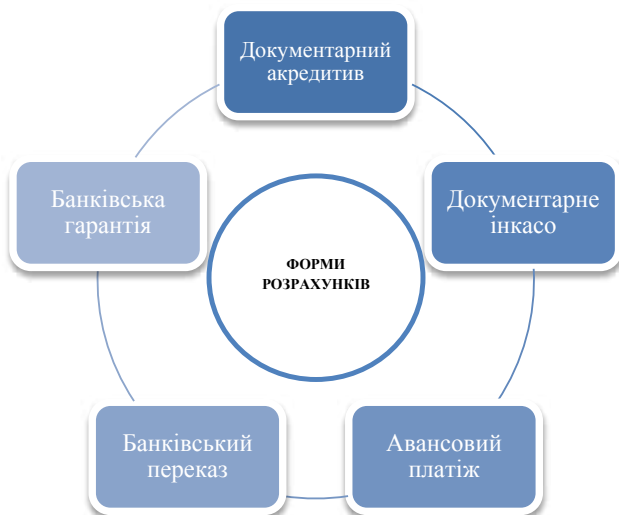 Документарний
акредитив
Банківська
гарантія
Документарне
інкасо
ФОРМИ
РОЗРАХУНКІВ
Банківський
переказ
Авансовий
платіж